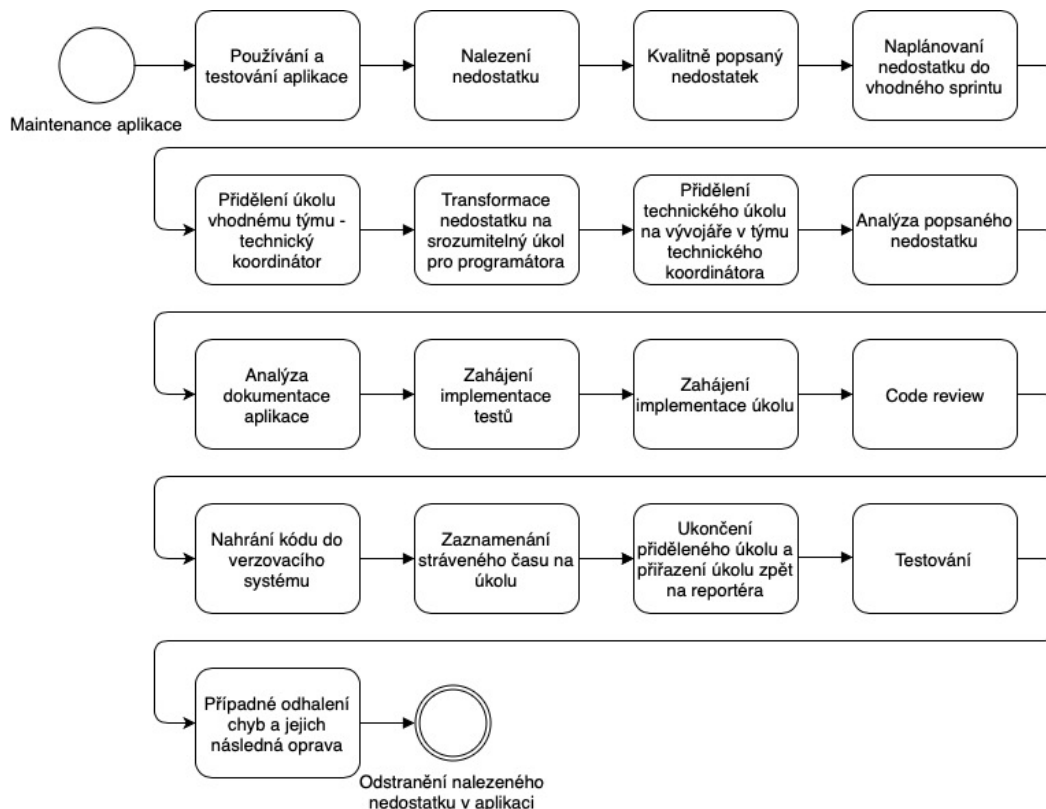 Používání a
testování aplikace
Nalezení
nedostatku
Kvalitně popsaný
nedostatek
Naplánovaní
nedostatku do
vhodného sprintu
Maintenance aplikace
Přidělení úkolu
vhodnému týmu -
technický
koordinátor
Transformace
nedostatku na
srozumitelný úkol
pro programátora
Přidělení
technického úkolu
na vývojáře v týmu
technického
koordinátora
Analýza popsaného
nedostatku
Analýza
dokumentace
aplikace
Zahájení
implementace
testů
Zahájení
implementace úkolu
Code review
Nahrání kódu do
verzovacího
systému
Zaznamenání
stráveného času na
úkolu
Ukončení
přiděleného úkolu a
přiřazení úkolu zpět
na reportéra
Testování
Případné odhalení
chyb a jejich
následná oprava
Odstranění nalezeného
nedostatku v aplikaci